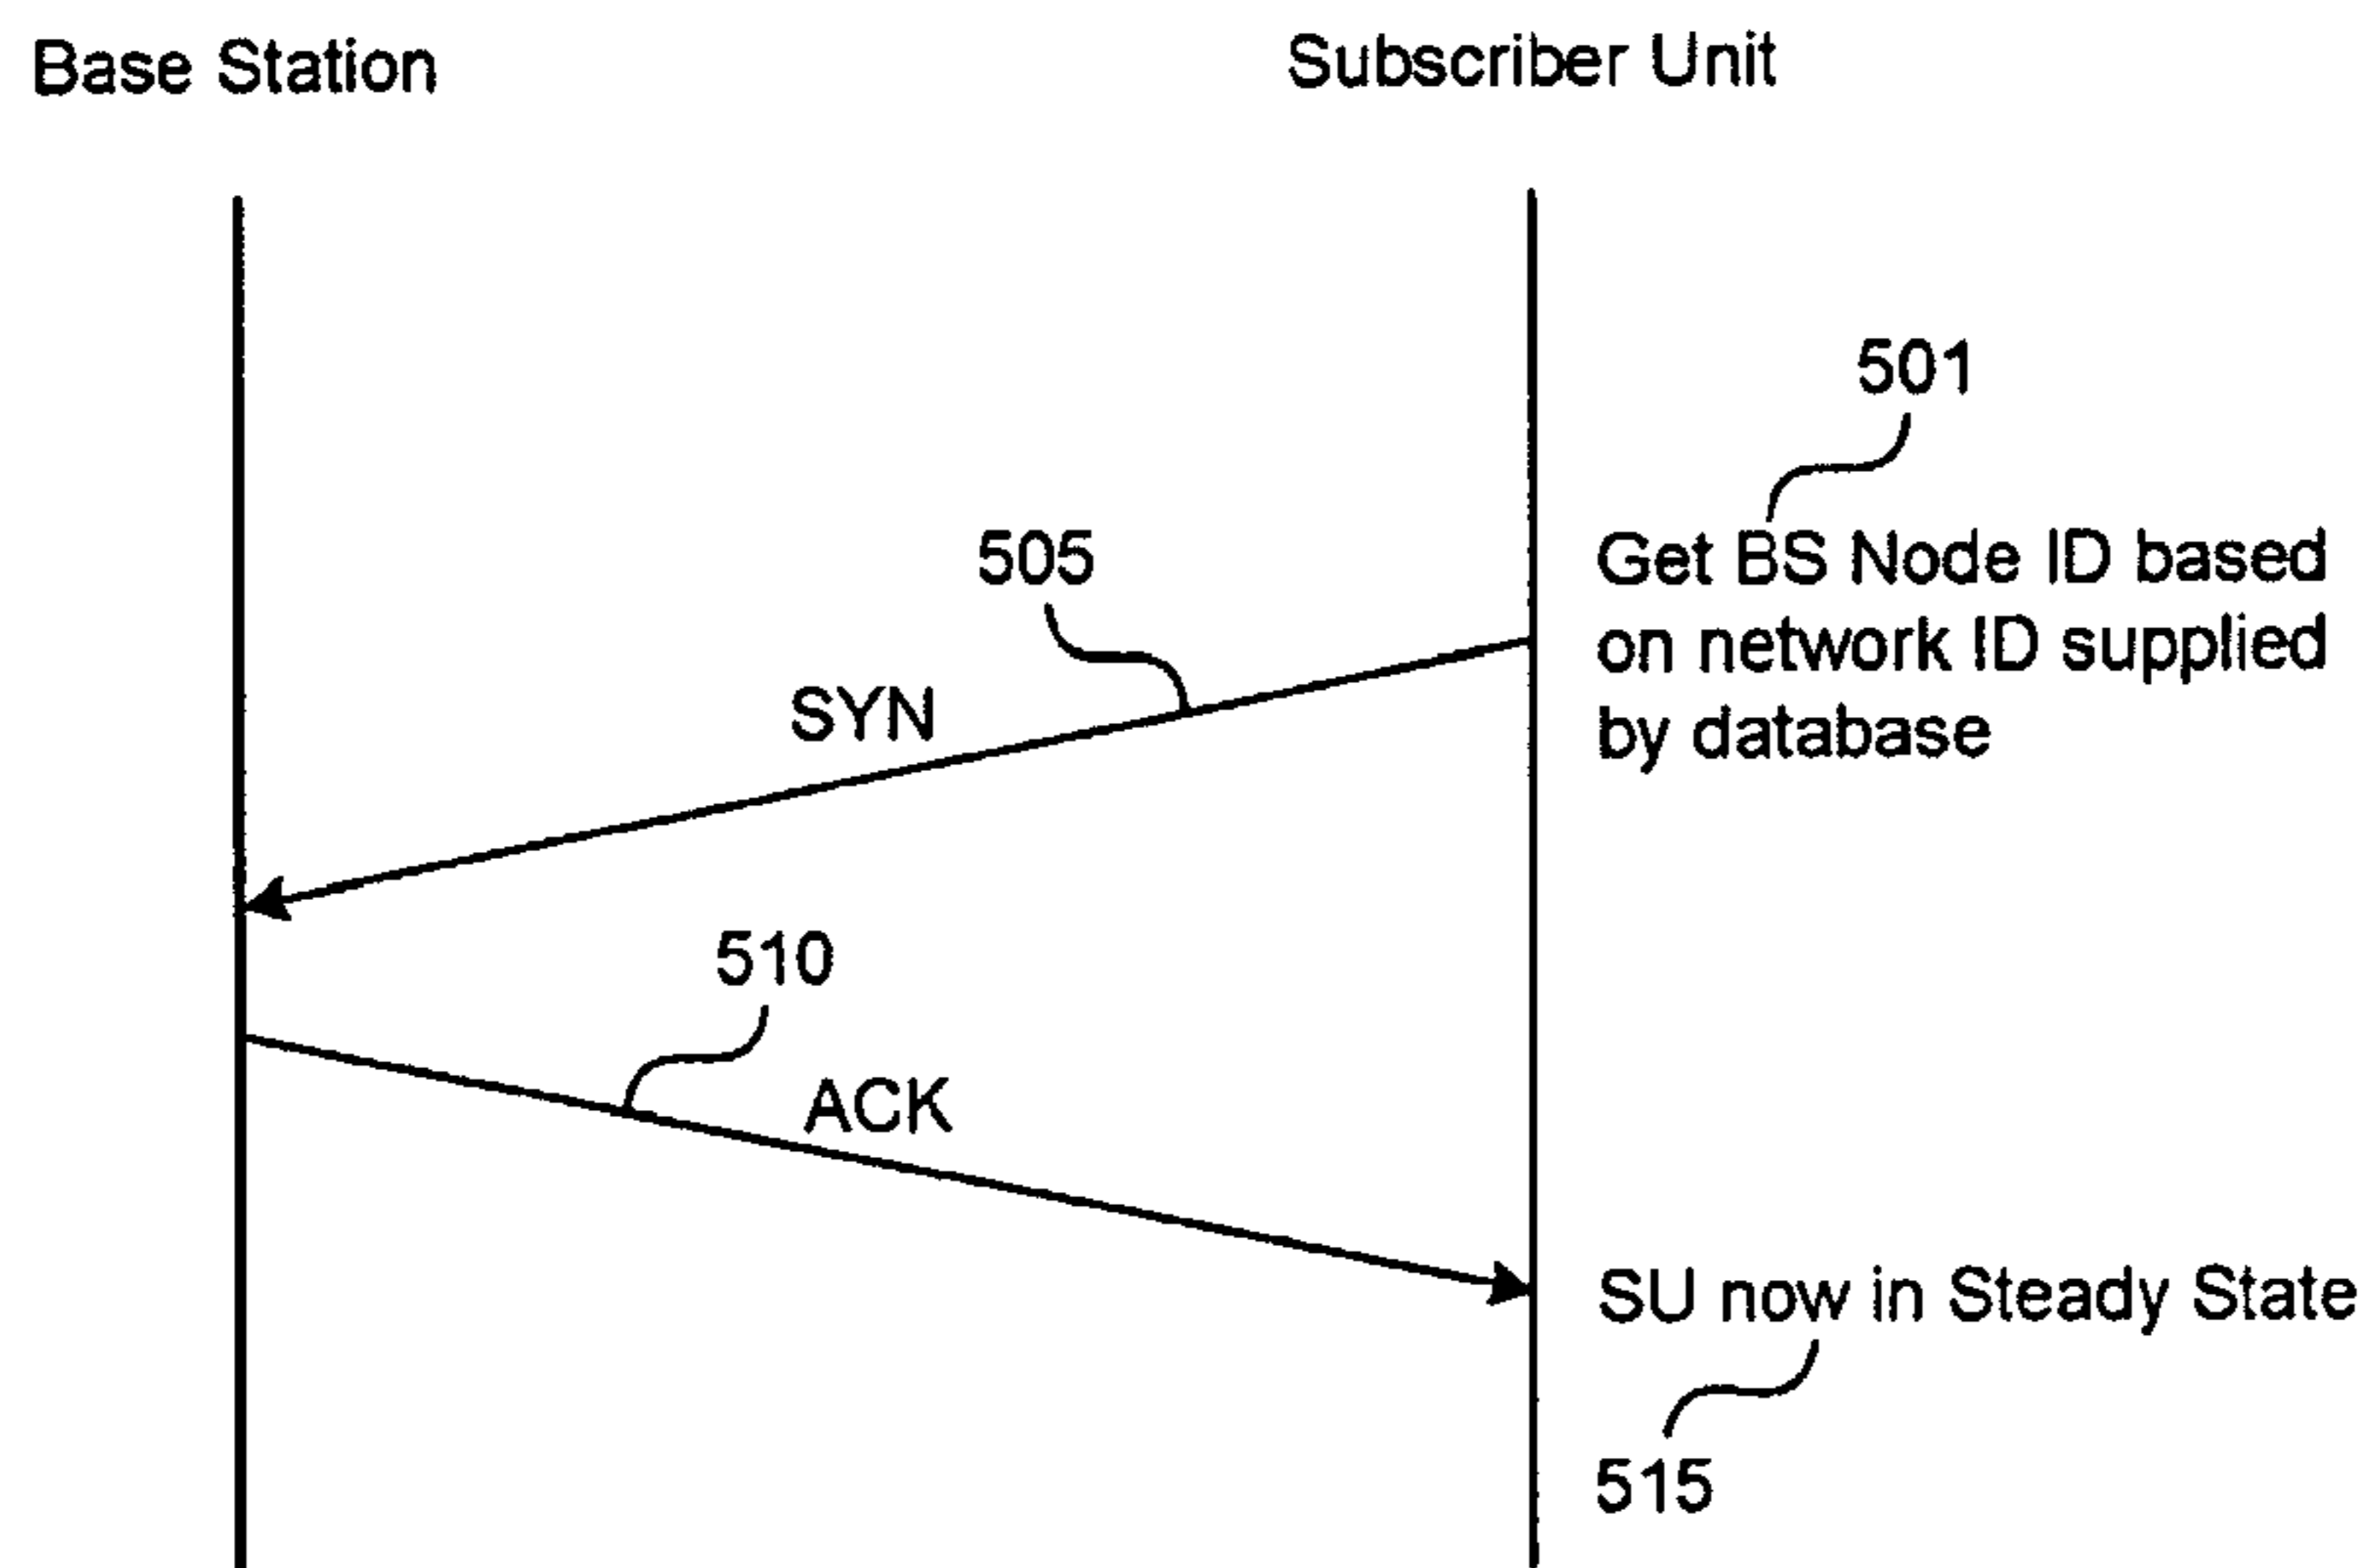 Base Station
Subscriber Unit
501
505
Get BS Node ID based
on network ID supplied
by database
SYN
510
ACK
SU now in Steady State
515